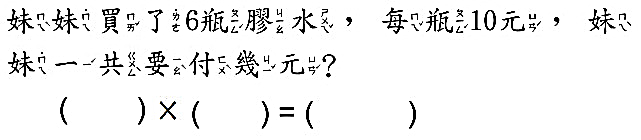 妹妹買了6瓶膠水，每瓶10元，妹
妹一共要付幾元？
(　　)×(　　)=(　　　)